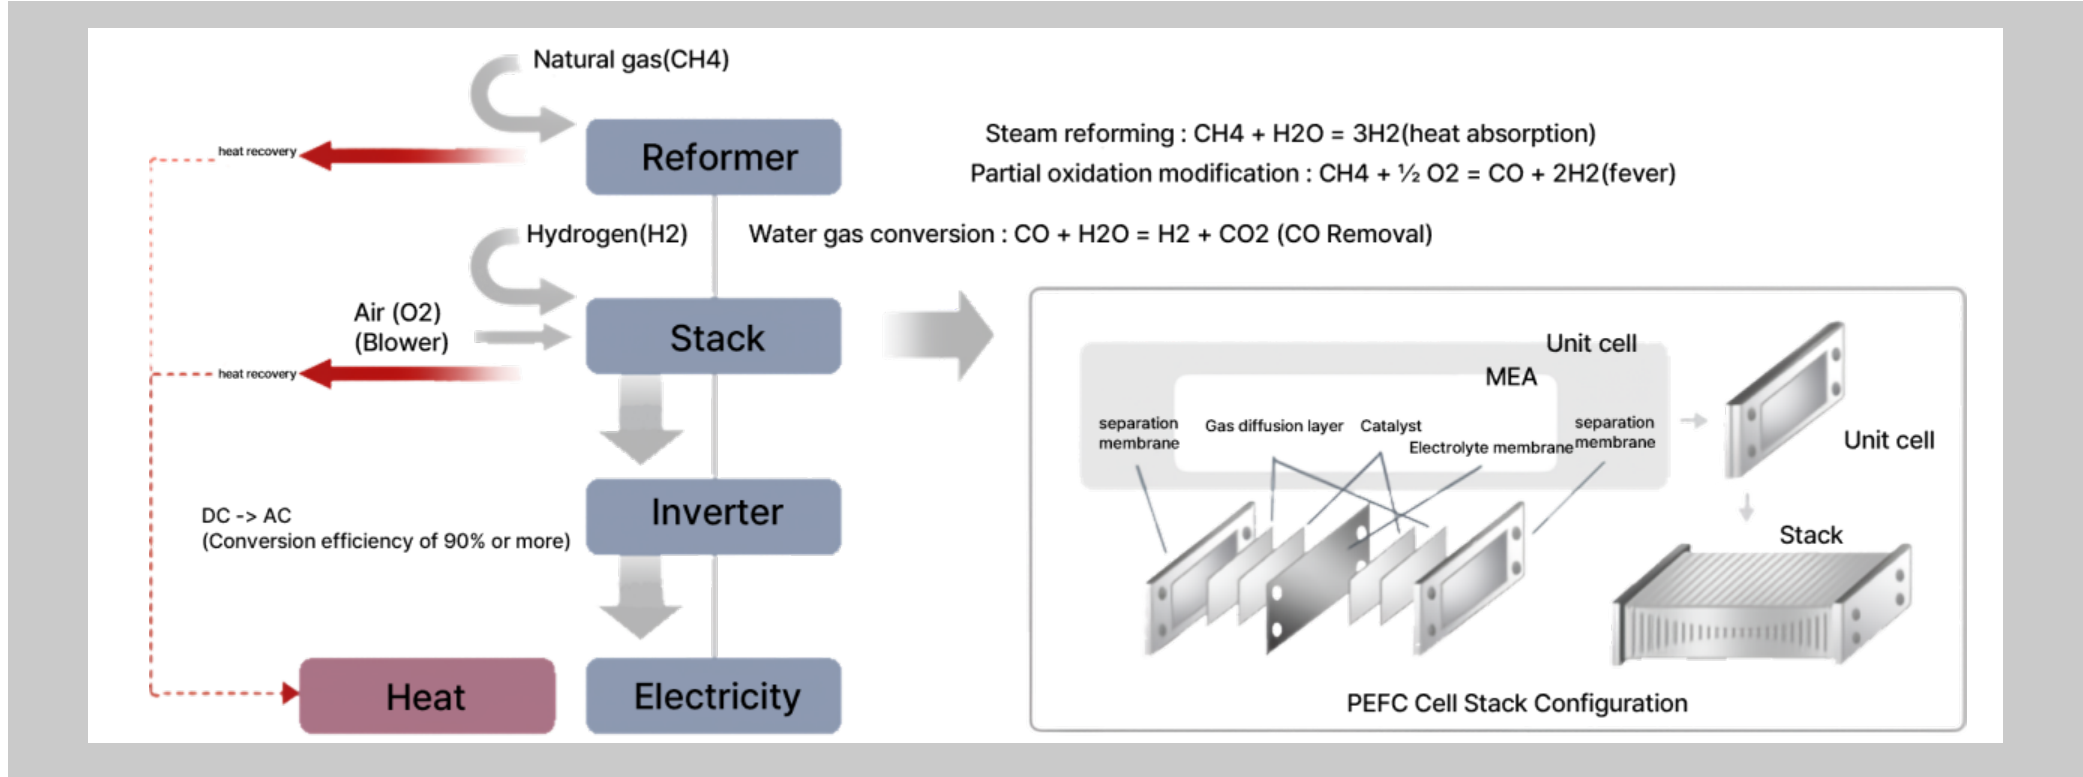 Natural gas(CH4)
heat recovery
Reformer
Steam reforming : CH4 + H2O = 3H2(heat absorption)
Partial oxidation modification : CH4 + ½ O2 = CO + 2H2(fever)
Hydrogen(H2)
Water gas conversion : CO + H2O = H2 + CO2 (CO Removal)
Air (O2)
(Blower)
Stack
heat recovery
Inverter
DC -> AC
(Conversion efficiency of 90% or more)
Heat
Electricity
Unit cell
MEA
separation
membrane
Gas diffusion layer
Catalyst
Electrolyte membrane
separation
membrane
Unit cell
Stack
PEFC Cell Stack Configuration